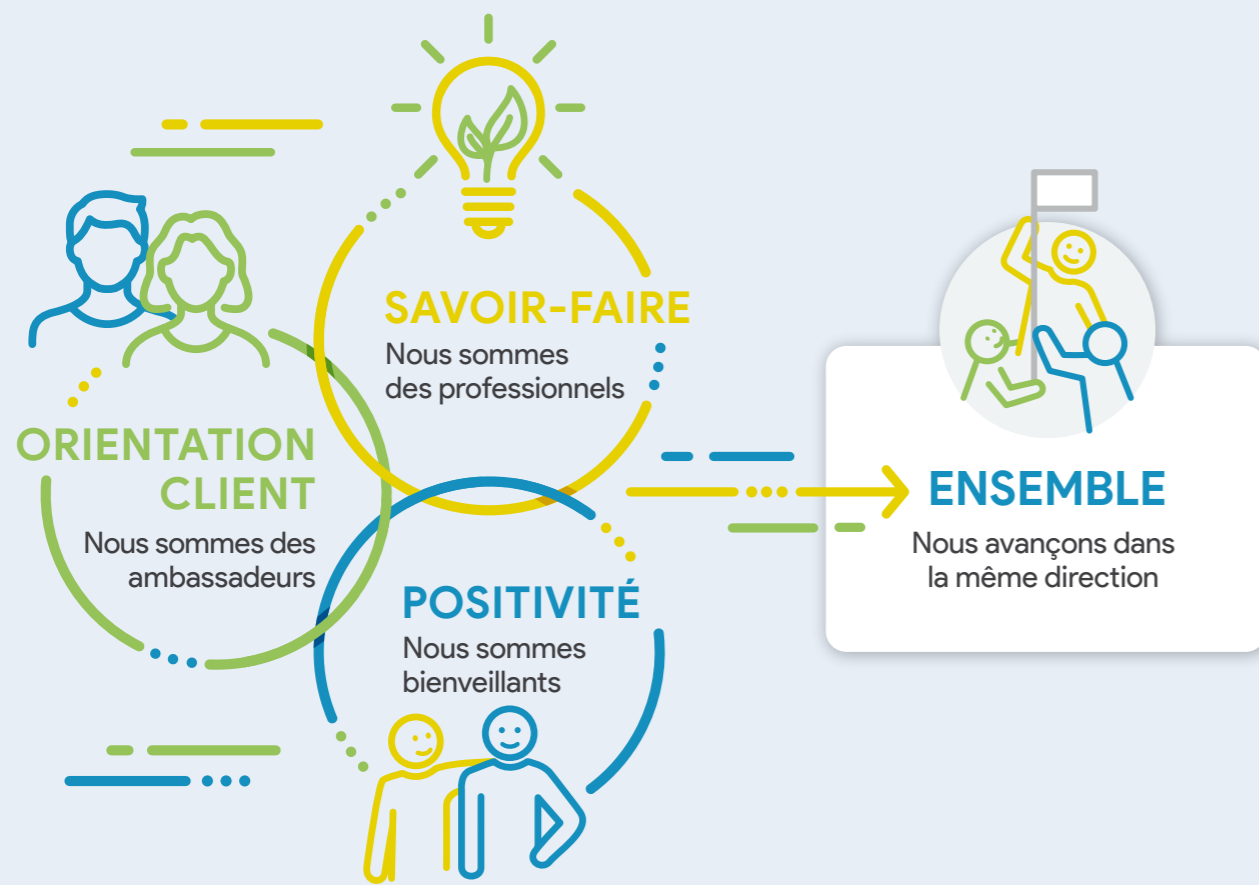 SAVOIR-FAIRE
Nous sommes
des professionnels
ORIENTATION
CLIENT
Nous sommes des
ambassadeurs
POSITIVITÉ
Nous sommes
bienveillants
ENSEMBLE
Nous avançons dans
la même direction